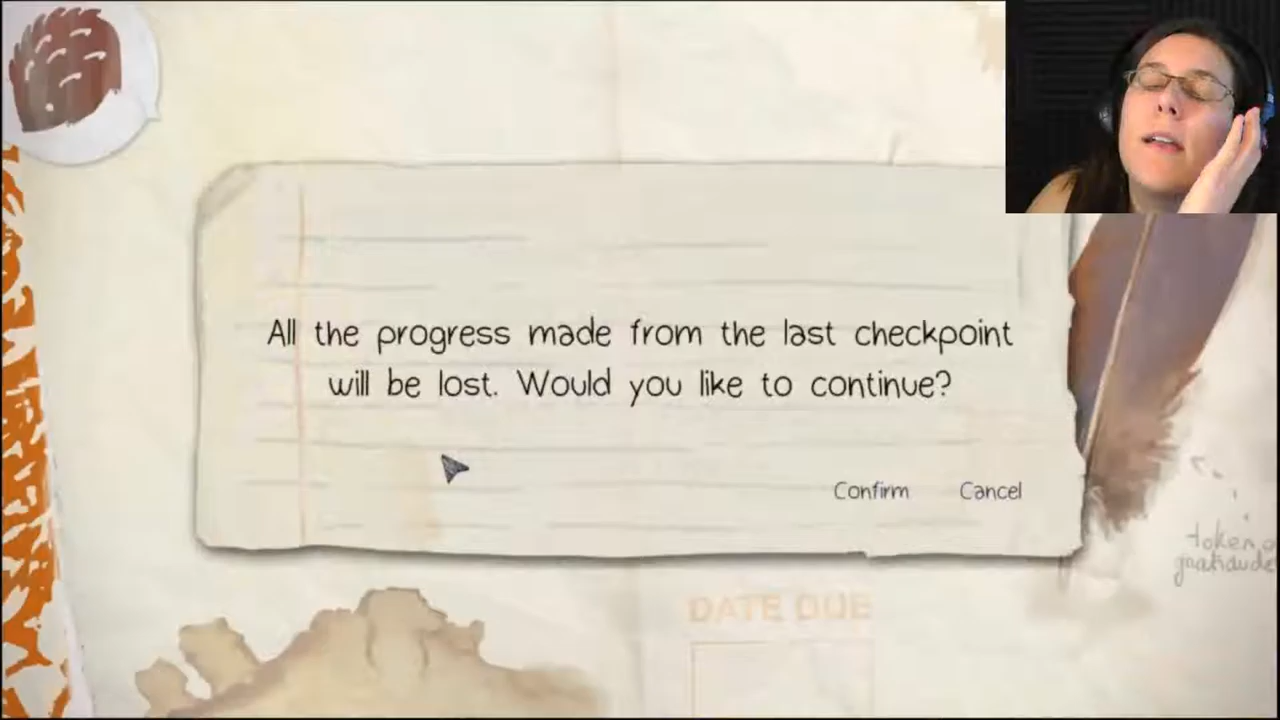 All the progress made from the last checkpoint
will be lost. Would you like to continue?
Confirm Cancel
token o
DATE DUE